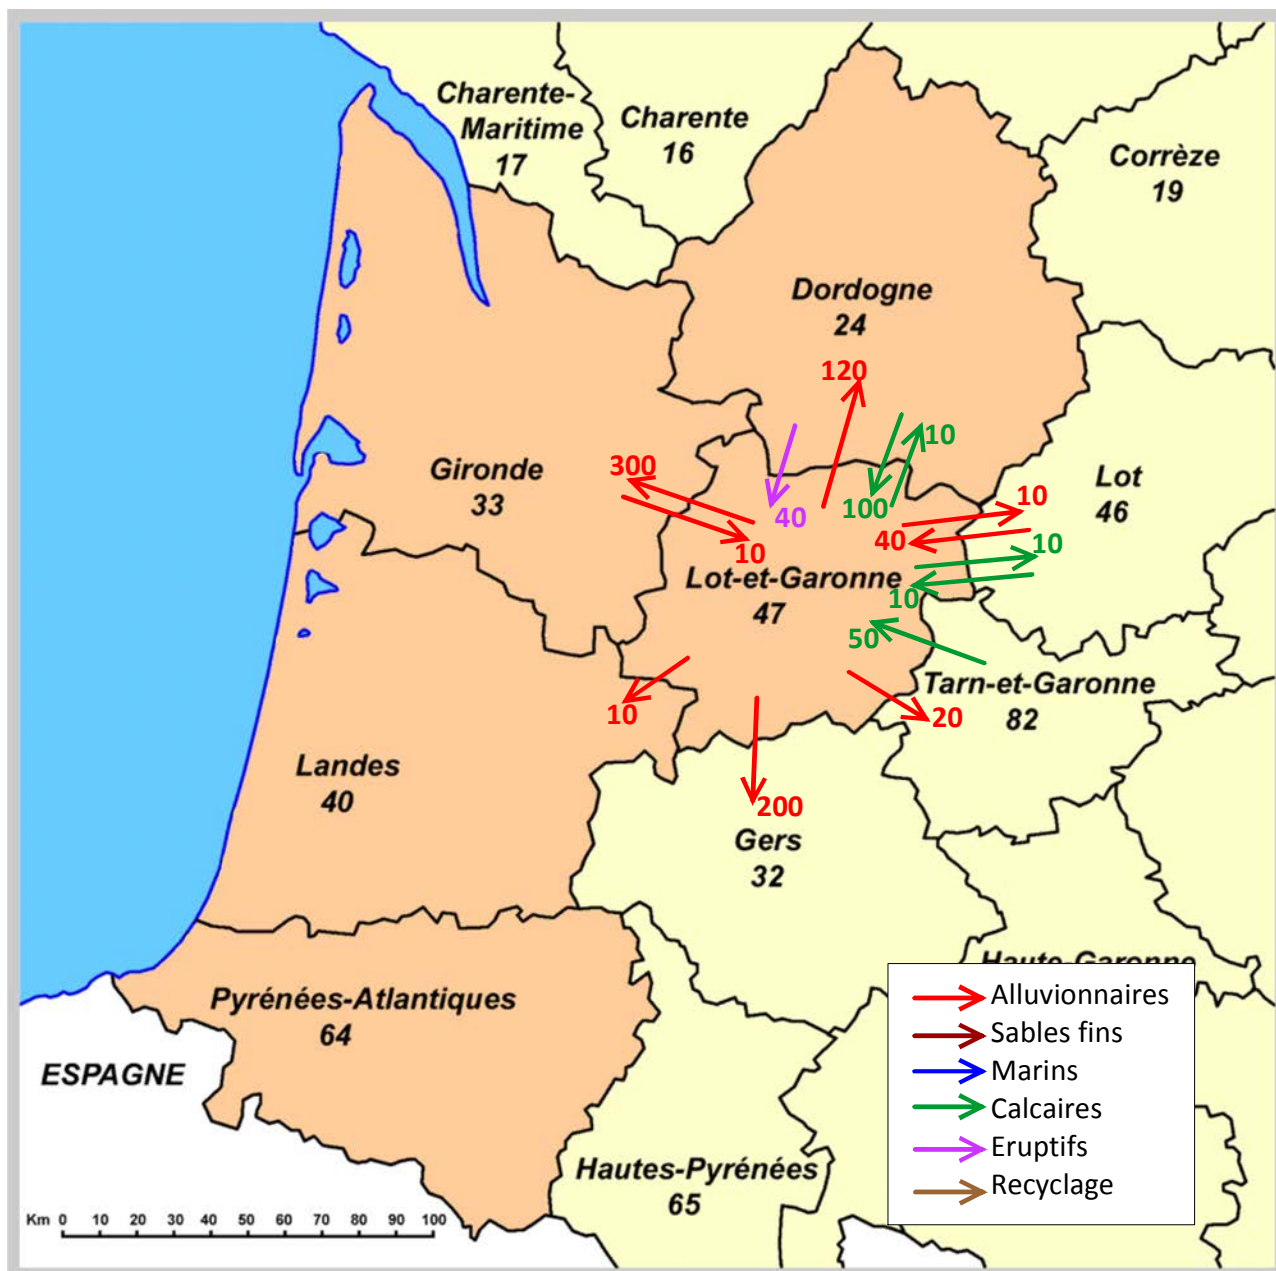 Charente-
Maritime
17
Charente
16
Corrèze
19
Dordogne
24
120
10
100
40
Gironde
33
300
10
Lot
46
10
40
10
10
Lot-et-Garonne
47
50
Tarn-et-Garonne
82
20
10
200
Landes
40
Gers
32
Haute-Garonne
Pyrénées-Atlantiques
64
ESPAGNE
Hautes-Pyrénées
65
Alluvionnaires
Sables fins
Marins
Calcaires
Eruptifs
Recyclage
Km 0 10 20 30 40 50 60 70 80 90 100